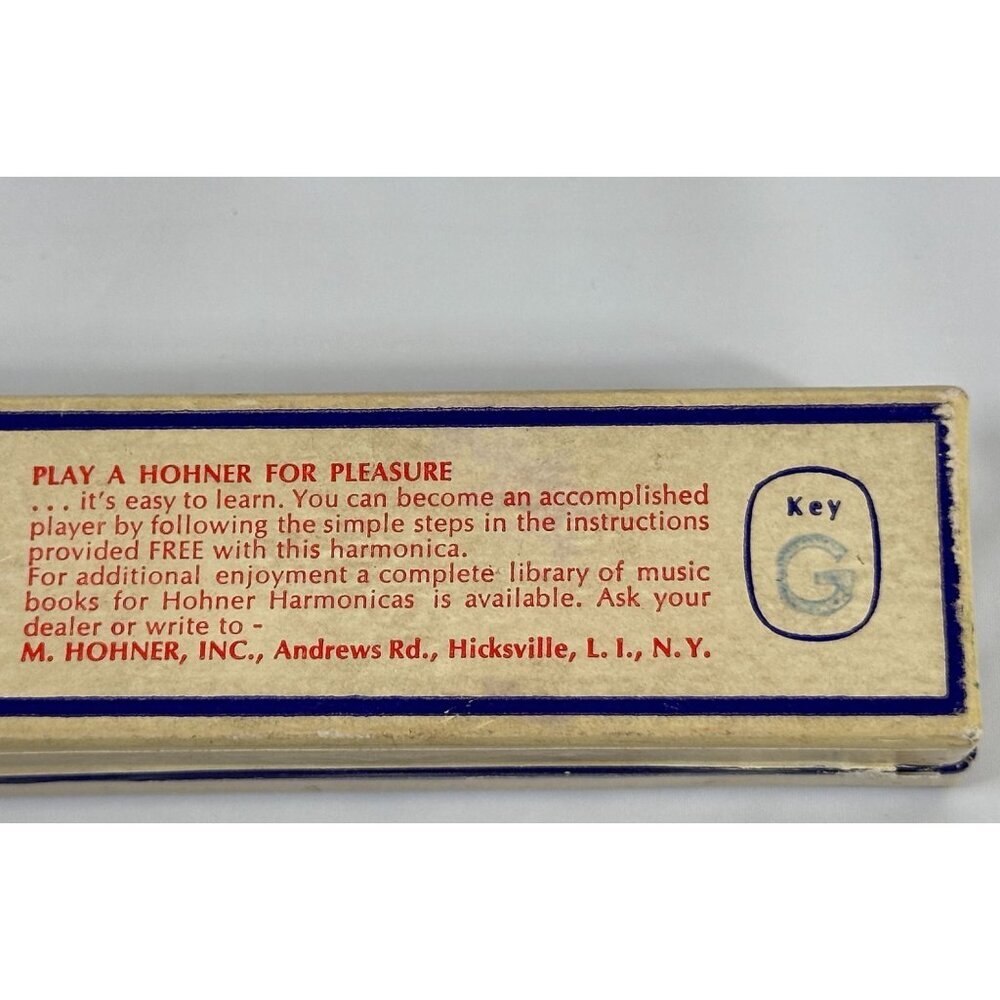 PLAY A HOHNER FOR PLEASURE
... it's easy to learn. You can become an accomplished
player by following the simple steps in the instructions
provided FREE with this harmonica.
For additional enjoyment a complete library of music
books for Hohner Harmonicas is available. Ask your
dealer or write to -
M. HOHNER, INC., Andrews Rd., Hicksville, L. I., N. Y.
Key
G